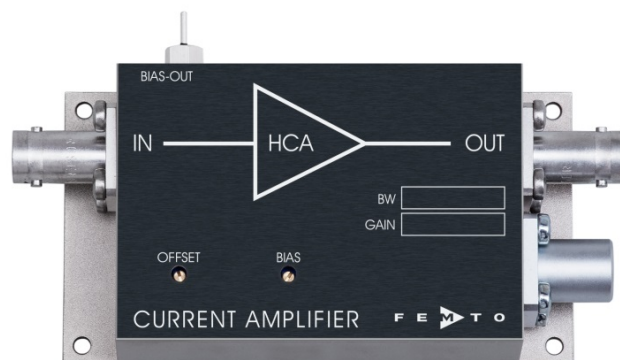 BIAS-OUT
IN HCA OUT
BW
GAIN
OFFSET BIAS
CURRENT AMPLIFIER FEMTO